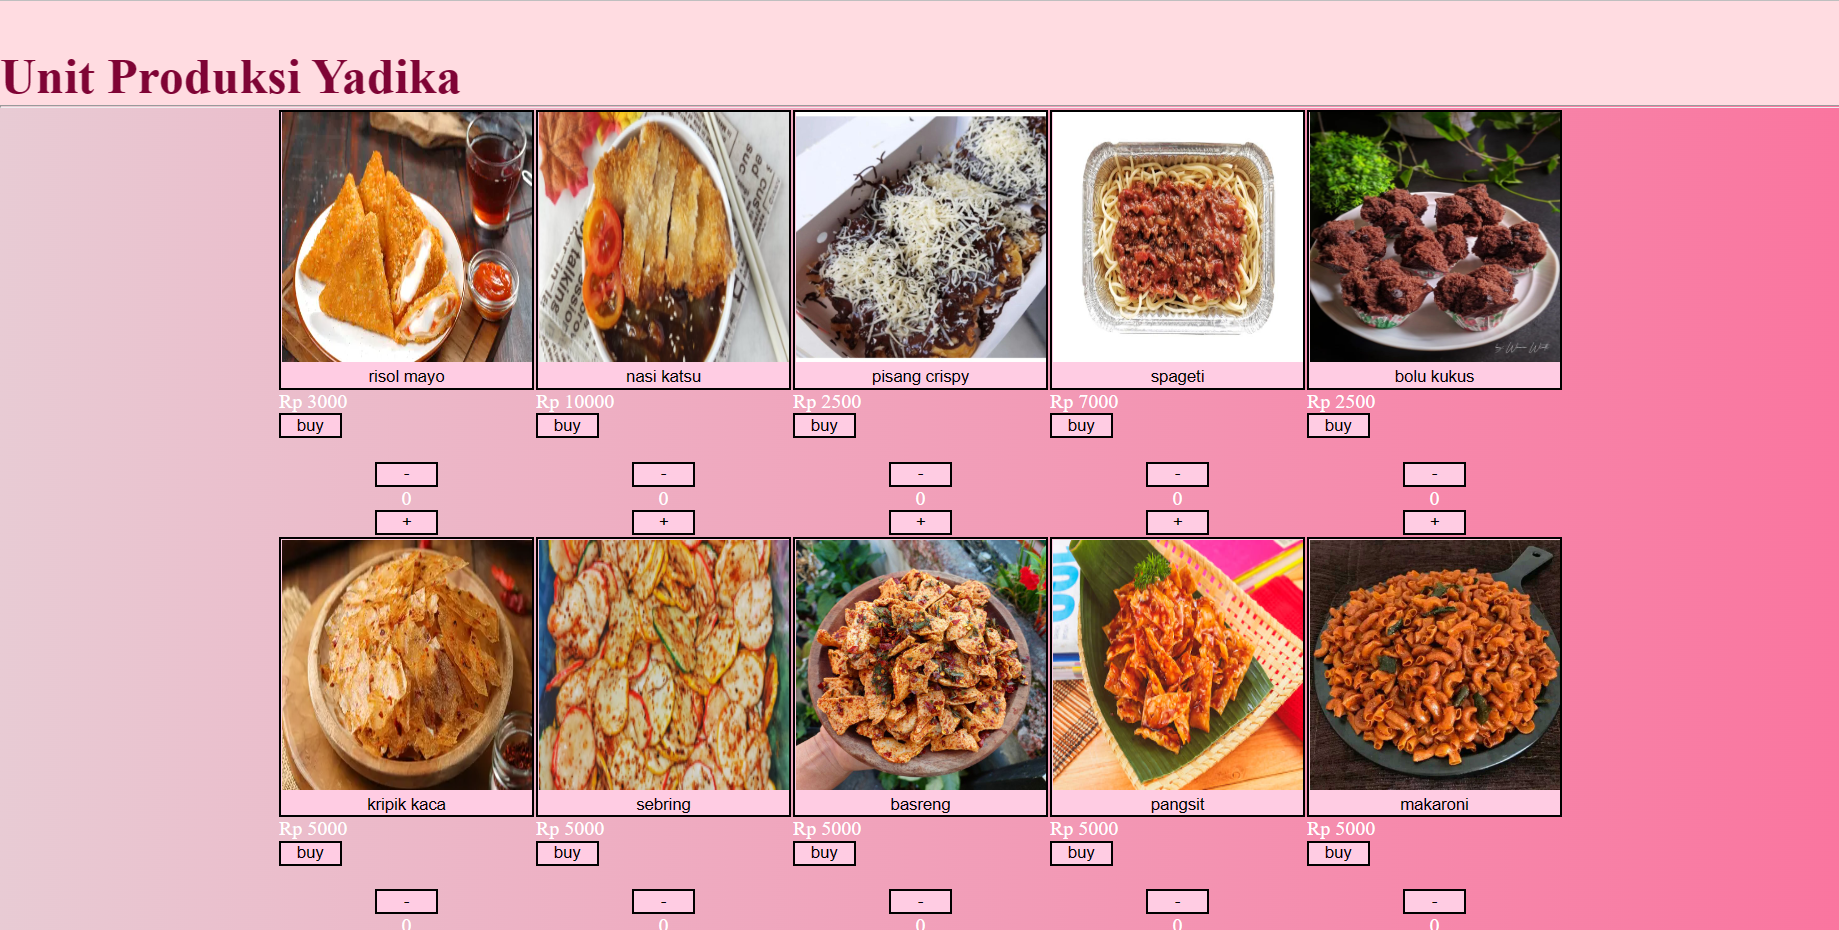 Unit Produksi Yadika
risol mayo
nasi katsu
pisang crispy
spageti
bolu kukus
Rp 3000
Rp 10000
Rp 2500
Rp 7000
Rp 2500
buy
buy
buy
buy
buy
-
-
-
-
-
0
0
0
0
0
+
+
+
+
+
kripik kaca
sebring
basreng
pangsit
makaroni
Rp 5000
Rp 5000
Rp 5000
Rp 5000
Rp 5000
buy
buy
buy
buy
buy
-
-
-
-
-
0
0
0
0
0